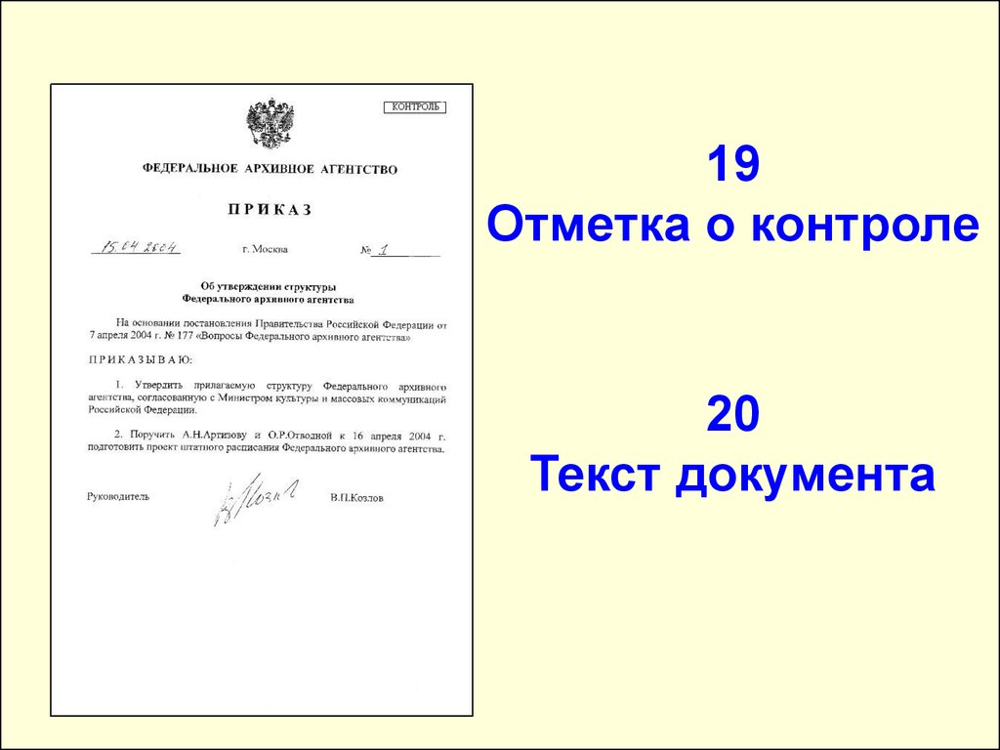 КОНТРОЛЬ
ФЕДЕРАЛЬНОЕ АРХИВНОЕ АГЕНТСТВО
ПРИКАЗ
15.04 2004 г. Москва № 1
Об утверждении структуры
Федерального архивного агентства
На основании постановления Правительства Российской Федерации от
7 апреля 2004 г. № 177 «Вопросы Федерального архивного агентства»
ПРИКАЗЫВАЮ:
1. Утвердить прилагаемую структуру Федерального архивного
агентства, согласованную с Министром культуры и массовых коммуникаций
Российской Федерации.
2. Поручить А.Н.Артизову и О.Р.Отводной к 16 апреля 2004 г.
подготовить проект штатного расписания Федерального архивного агентства.
Руководитель В.П.Козлов
19
Отметка о контроле
20
Текст документа